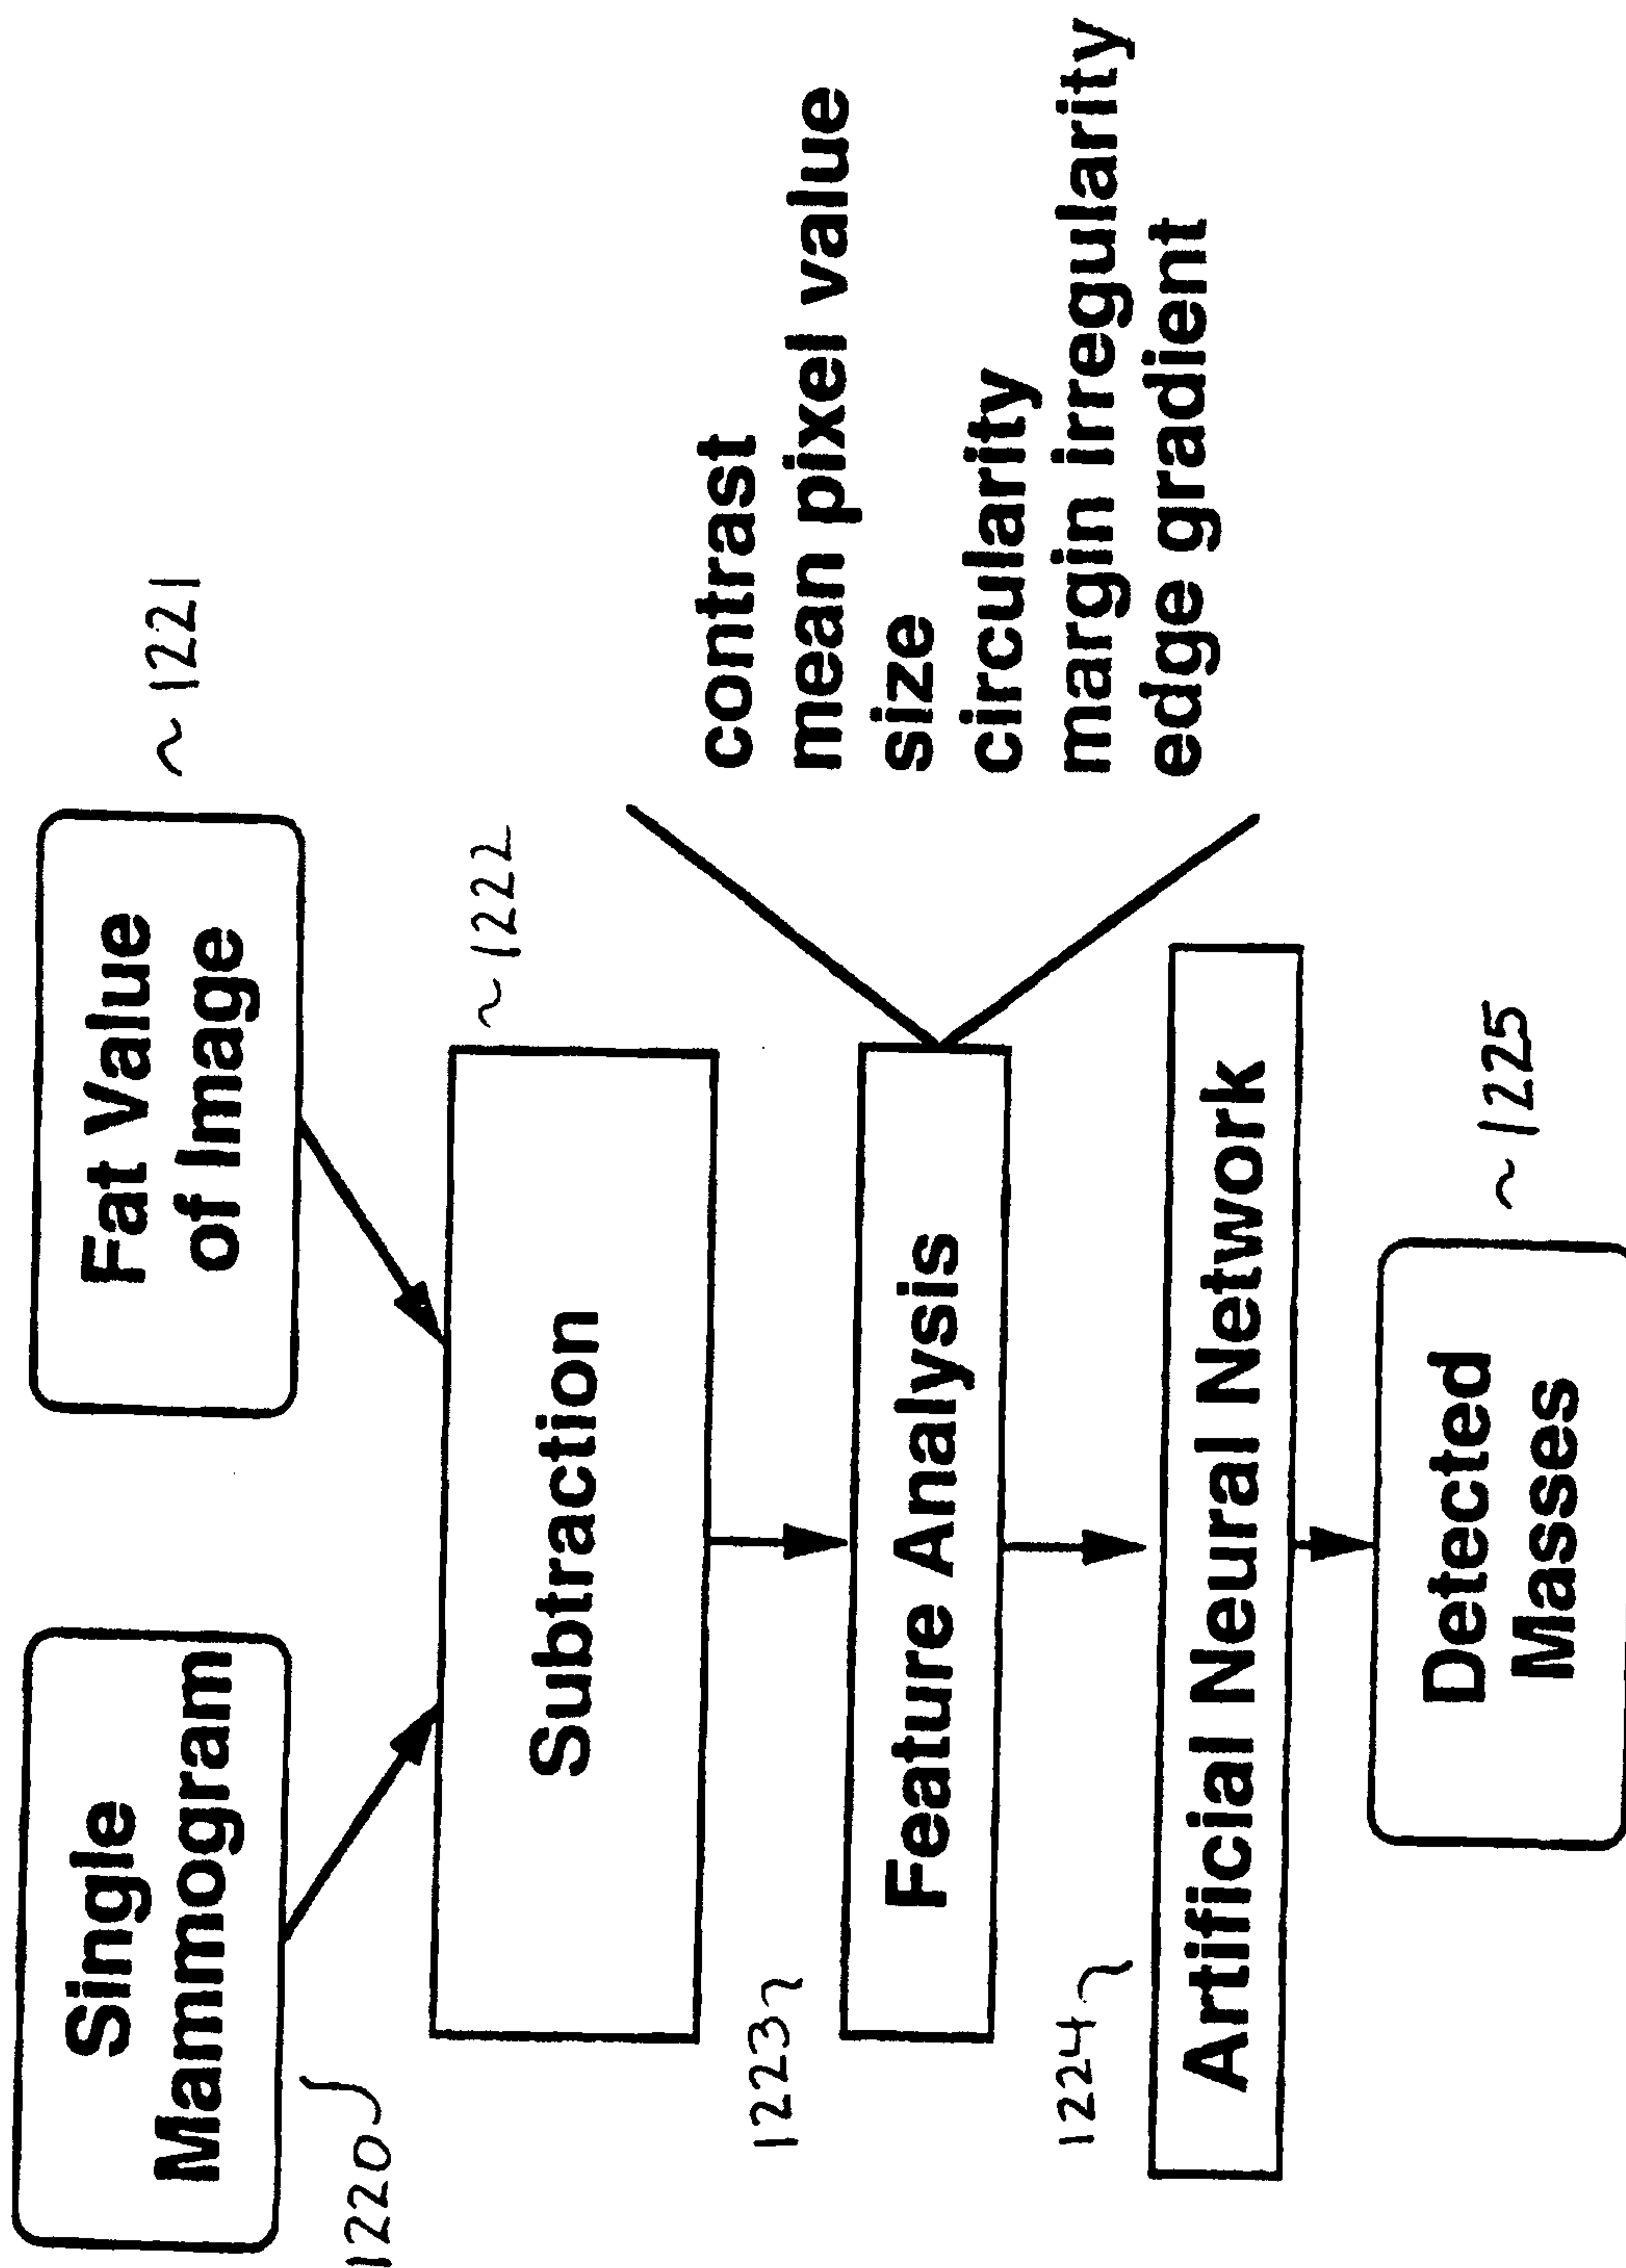 Single
Mammogram
1220
Fat Value
of Image
~ 1221
Subtraction
~ 1222
1223
Feature Analysis
contrast
mean pixel value
size
circularity
margin irregularity
edge gradient
1224
Artificial Neural Network
Detected
Masses
~ 1225